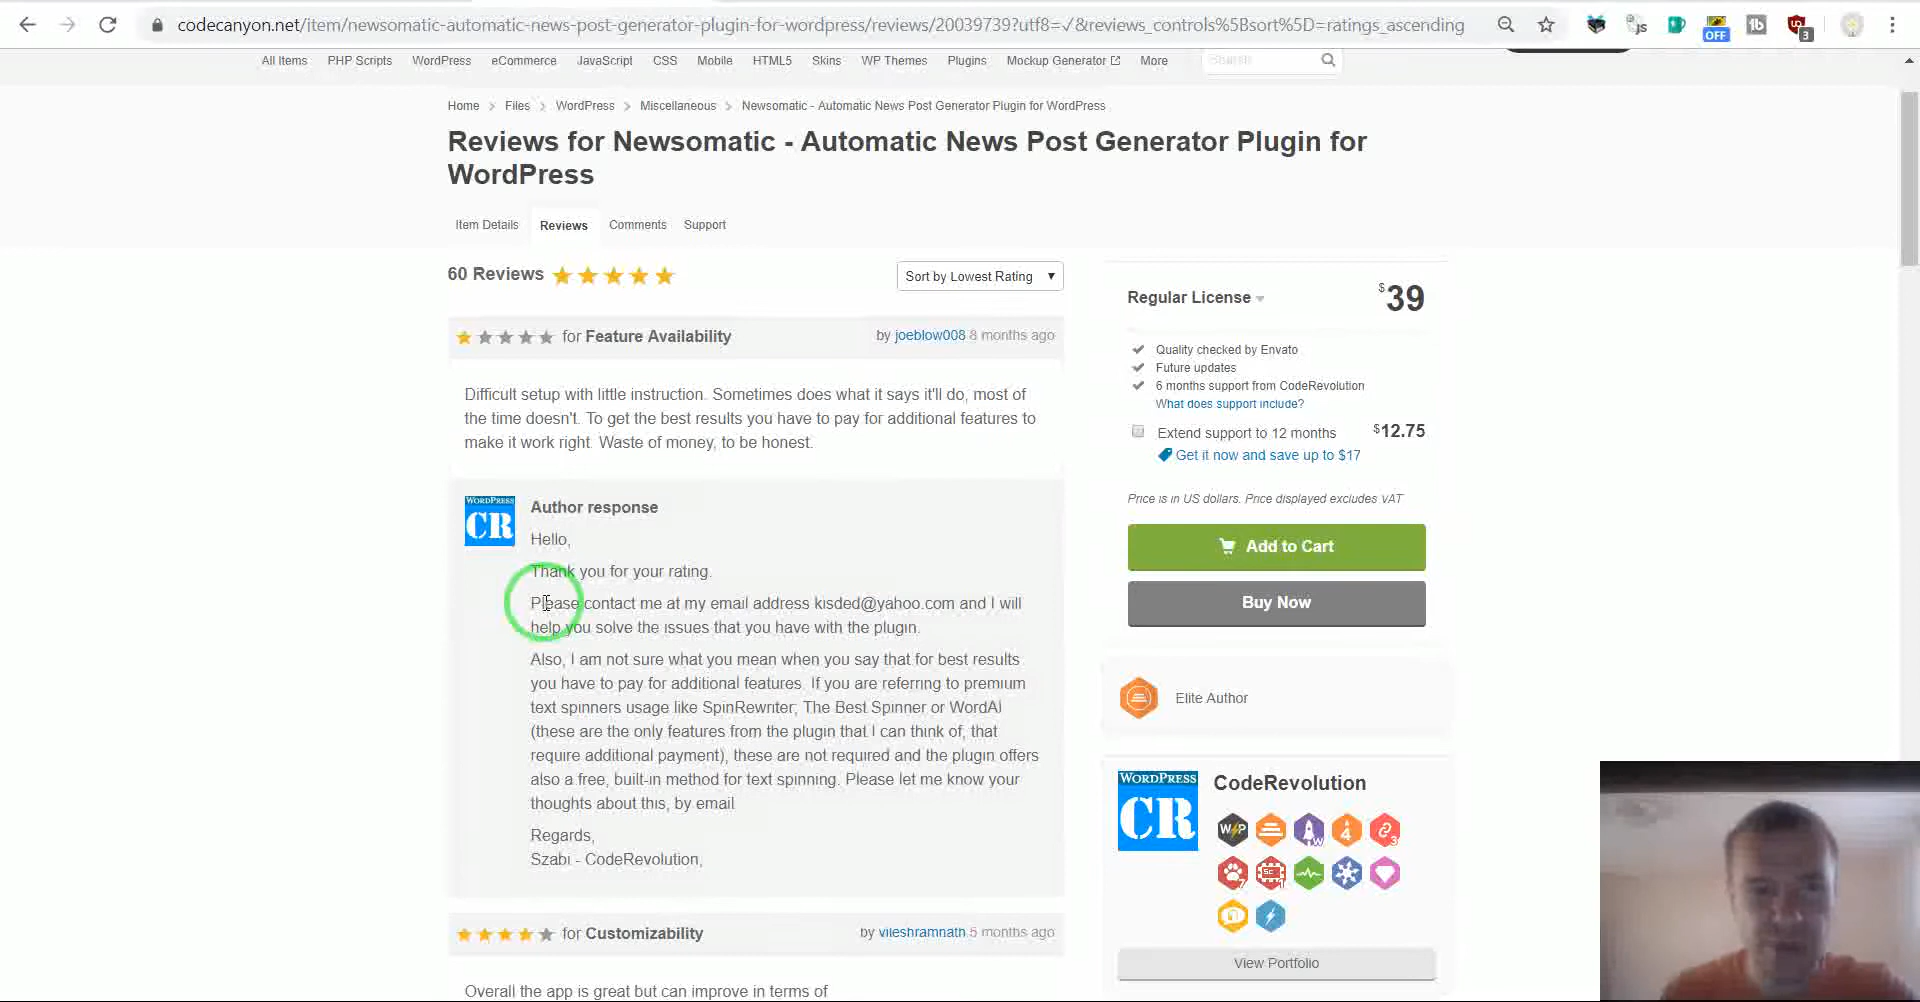 codecanyon.net/item/newsomatic-automatic-news-post-generator-plugin-for-wordpress/reviews/20039739?utf8=✓&reviews_controls%5Bsort%5D=ratings_ascending
JS
OFF
1b
3
All Items PHP Scripts WordPress eCommerce JavaScript CSS Mobile HTML5 Skins WP Themes Plugins Mockup Generator More Search
Home > Files > WordPress > Miscellaneous > Newsomatic - Automatic News Post Generator Plugin for WordPress
Reviews for Newsomatic - Automatic News Post Generator Plugin for
WordPress
Item Details Reviews Comments Support
60 Reviews
Sort by Lowest Rating
for Feature Availability by joeblow008 8 months ago
Difficult setup with little instruction. Sometimes does what it says it'll do, most of
the time doesn't. To get the best results you have to pay for additional features to
make it work right. Waste of money, to be honest.
WORDPRESS
CR
Author response
Hello,
Thank you for your rating.
Please contact me at my email address kisded@yahoo.com and I will
help you solve the issues that you have with the plugin.
Also, I am not sure what you mean when you say that for best results
you have to pay for additional features. If you are referring to premium
text spinners usage like SpinRewriter, The Best Spinner or WordAI
(these are the only features from the plugin that I can think of, that
require additional payment), these are not required and the plugin offers
also a free, built-in method for text spinning. Please let me know your
thoughts about this, by email
Regards,
Szabi - CodeRevolution,
for Customizability by vileshramnath 5 months ago
Overall the app is great but can improve in terms of
Regular License $39
Quality checked by Envato
Future updates
6 months support from CodeRevolution
What does support include?
Extend support to 12 months $12.75
Get it now and save up to $17
Price is in US dollars. Price displayed excludes VAT
Add to Cart
Buy Now
Elite Author
WORDPRESS
CR
CodeRevolution
W P W 4 3
7 Sc 1
View Portfolio